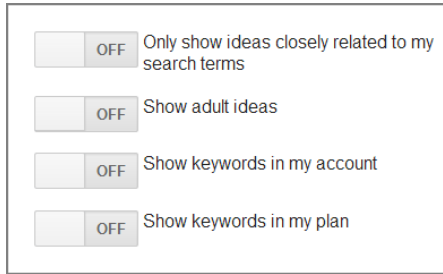 OFF Only show ideas closely related to my
search terms
OFF Show adult ideas
OFF Show keywords in my account
OFF Show keywords in my plan